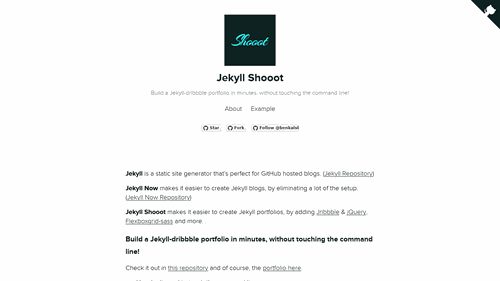 Shooot
Jekyll Shooot
Build a Jekyll-dribbble portfolio in minutes, without touching the command line!
About Example
Star Fork Follow @benkalsil
Jekyll is a static site generator that's perfect for GitHub hosted blogs. (Jekyll Repository)
Jekyll Now makes it easier to create Jekyll blogs, by eliminating a lot of the setup.
(Jekyll Now Repository)
Jekyll Shooot makes it easier to create Jekyll portfolios, by adding Jribbble & jQuery,
Flexboxgrid-sass and more. .
Build a Jekyll-dribbble portfolio in minutes, without touching the command
line!
Check it out in this repository and of course, the portfolio here.